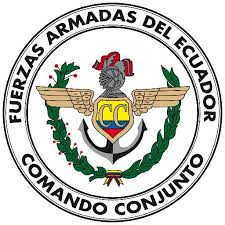 FUERZAS ARMADAS DEL ECUADOR
CC
COMANDO CONJUNTO